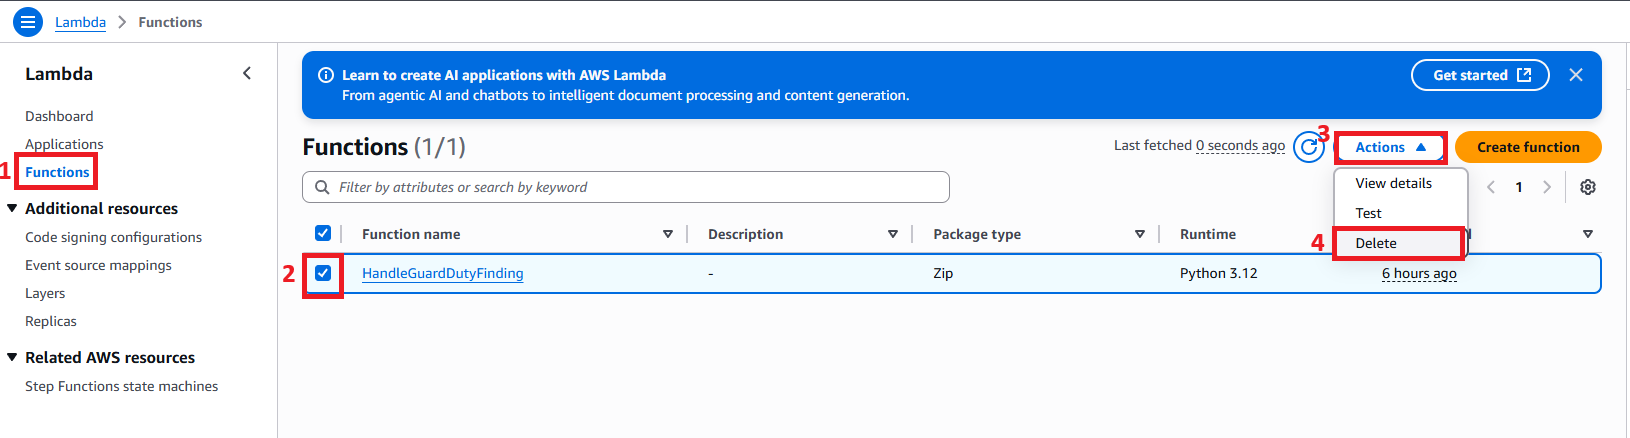 Lambda > Functions
Lambda
Dashboard
Applications
1
Functions
Additional resources
Code signing configurations
Event source mappings
Layers
Replicas
Related AWS resources
Step Functions state machines
Learn to create AI applications with AWS Lambda
From agentic AI and chatbots to intelligent document processing and content generation.
Get started
Functions (1/1)
Last fetched 0 seconds ago
3
Actions
Create function
Filter by attributes or search by keyword
View details
1
Test
4
Delete
Function name Description Package type Runtime
2
HandleGuardDutyFinding - Zip Python 3.12 6 hours ago